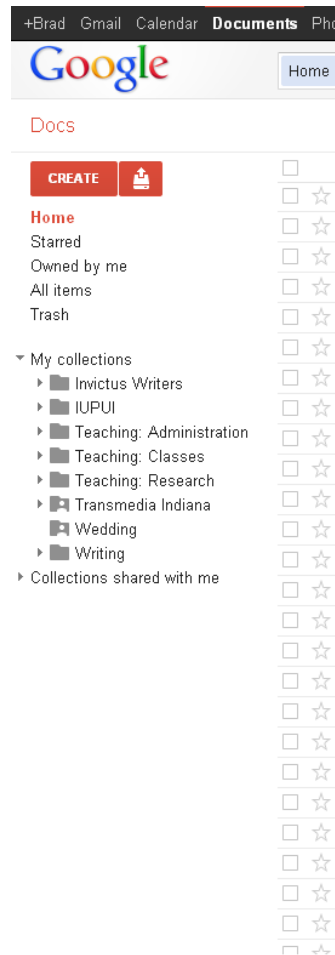 +Brad Gmail Calendar Documents Pho
Google
Home
Docs
CREATE
Home
Starred
Owned by me
All items
Trash
My collections
Invictus Writers
IUPUI
Teaching: Administration
Teaching: Classes
Teaching: Research
Transmedia Indiana
Wedding
Writing
Collections shared with me